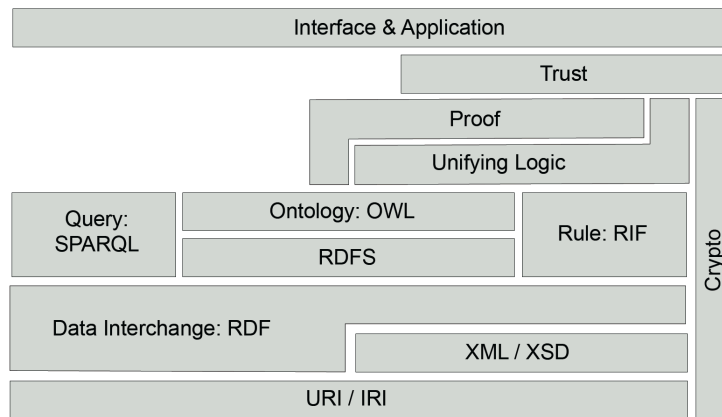 Interface & Application
Trust
Proof
Unifying Logic
Query:
SPARQL
Ontology: OWL
RDFS
Rule: RIF
Crypto
Data Interchange: RDF
XML / XSD
URI / IRI